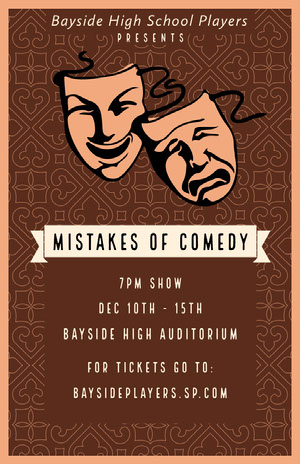 Bayside High School Players
PRESENTS
MISTAKES OF COMEDY
7PM SHOW
DEC 10TH - 15TH
BAYSIDE HIGH AUDITORIUM
FOR TICKETS GO TO:
BAYSIDEPLAYERS.SP.COM